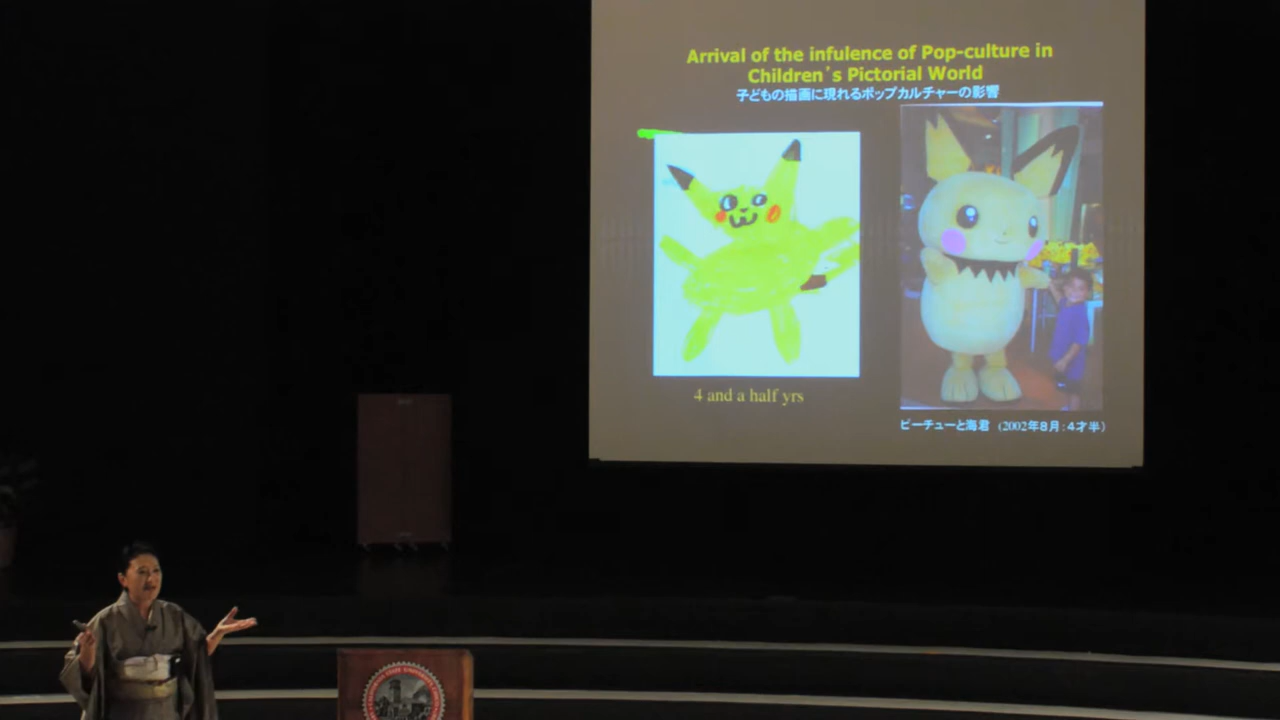 Arrival of the infulence of Pop-culture in
Children's Pictorial World
子どもの描画に現れるポップカルチャーの影響
4 and a half yrs
ピーチューと海君 (2002年8月:4才半)